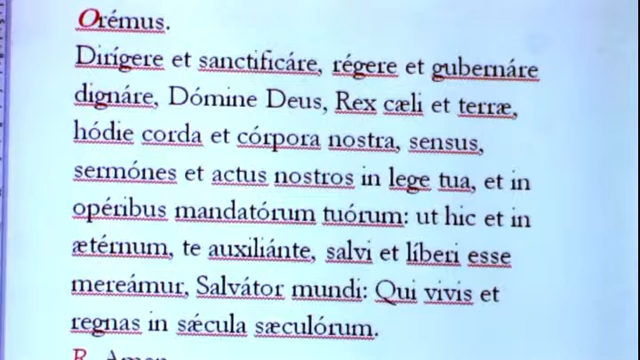 Orémus.
Dirígere et sanctificáre, régere et gubernáre
dignáre, Dómine Deus, Rex cæli et terræ,
hódie corda et córpora nostra, sensus,
sermónes et actus nostros in lege tua, et in
opéribus mandatórum tuórum: ut hic et in
ætérnum, te auxiliánte, salvi et líberi esse
mereámur, Salvátor mundi: Qui vivis et
regnas in sǽcula sæculórum.
R. Amen